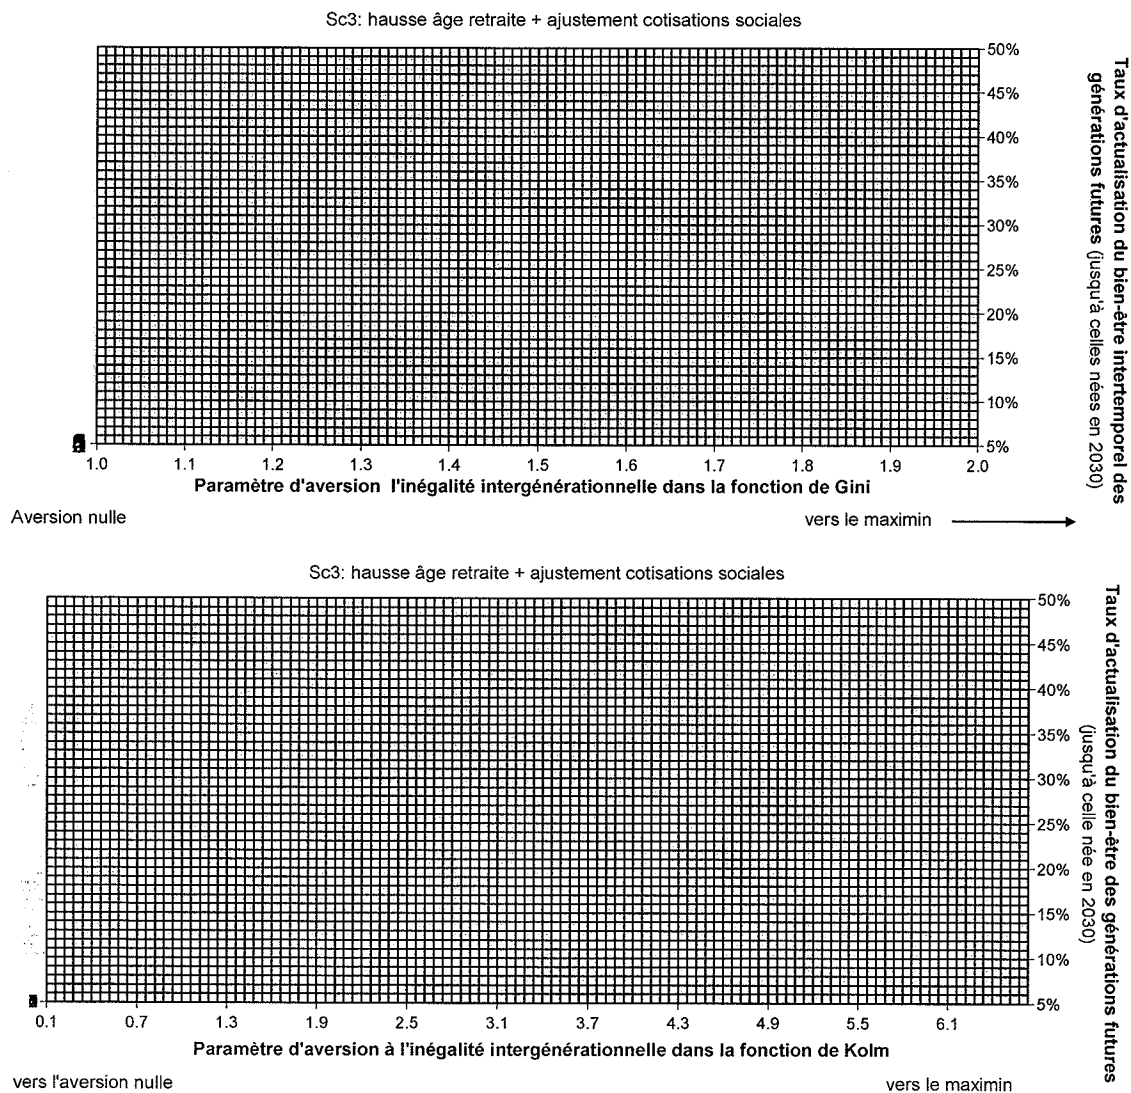 Sc3: hausse âge retraite + ajustement cotisations sociales
50%
45%
40%
35%
30%
25%
20%
15%
10%
5%
Taux d'actualisation du bien-être intertemporel des
générations futures (jusqu'à celles nées en 2030)
1.0 1.1 1.2 1.3 1.4 1.5 1.6 1.7 1.8 1.9 2.0
Paramètre d'aversion l'inégalité intergénérationnelle dans la fonction de Gini
Aversion nulle vers le maximin
Sc3: hausse âge retraite + ajustement cotisations sociales
50%
45%
40%
35%
30%
25%
20%
15%
10%
5%
Taux d'actualisation du bien-être des générations futures
(jusqu'à celle née en 2030)
0.1 0.7 1.3 1.9 2.5 3.1 3.7 4.3 4.9 5.5 6.1
Paramètre d'aversion à l'inégalité intergénérationnelle dans la fonction de Kolm
vers l'aversion nulle vers le maximin